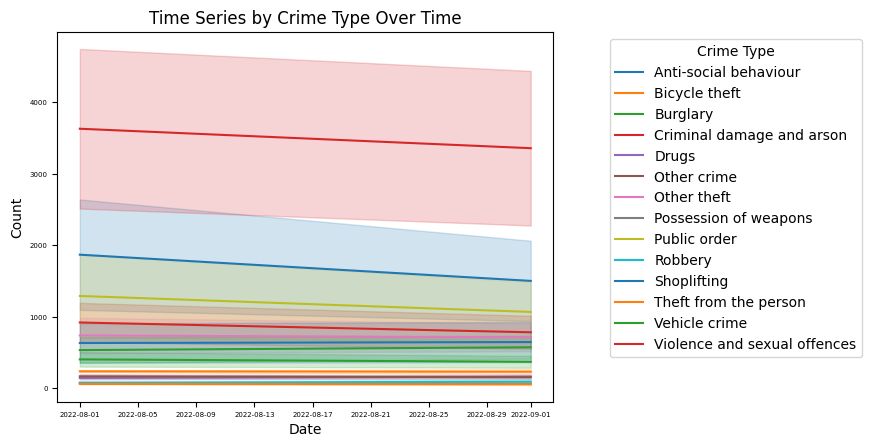 Time Series by Crime Type Over Time
Count
4000
3000
2000
1000
0
2022-08-01 2022-08-05 2022-08-09 2022-08-13 2022-08-17 2022-08-21 2022-08-25 2022-08-29 2022-09-01
Date
Crime Type
Anti-social behaviour
Bicycle theft
Burglary
Criminal damage and arson
Drugs
Other crime
Other theft
Possession of weapons
Public order
Robbery
Shoplifting
Theft from the person
Vehicle crime
Violence and sexual offences